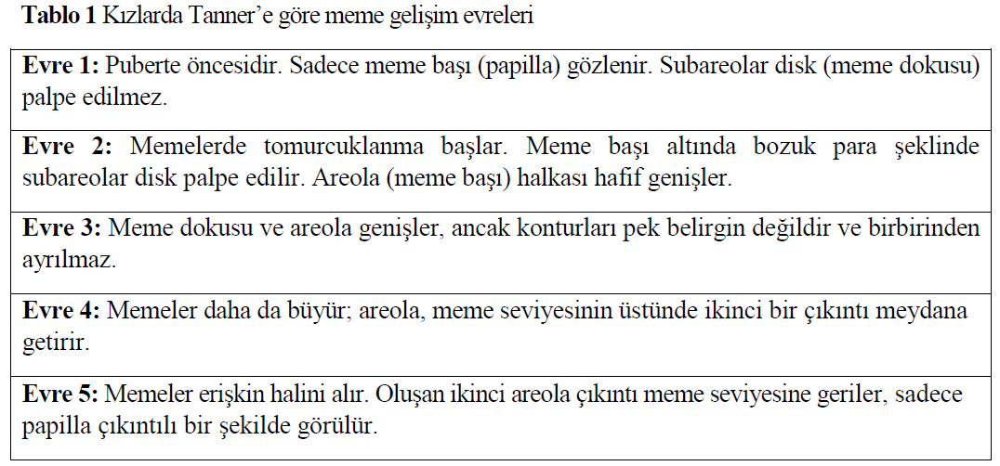 Tablo 1 Kızlarda Tanner’e göre meme gelişim evreleri
Evre 1: Puberte öncesidir. Sadece meme başı (papilla) gözlenir. Subareolar disk (meme dokusu)
palpe edilmez.
Evre 2: Memelerde tomurcuklanma başlar. Meme başı altında bozuk para şeklinde
subareolar disk palpe edilir. Areola (meme başı) halkası hafif genişler.
Evre 3: Meme dokusu ve areola genişler, ancak konturları pek belirgin değildir ve birbirinden
ayrılmaz.
Evre 4: Memeler daha da büyür; areola, meme seviyesinin üstünde ikinci bir çıkıntı meydana
getirir.
Evre 5: Memeler erişkin halini alır. Oluşan ikinci areola çıkıntı meme seviyesine geriler, sadece
papilla çıkıntılı bir şekilde görülür.